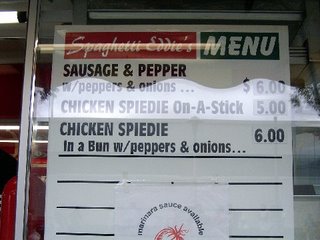 Spaghetti Eddie's MENU
SAUSAGE & PEPPER
w/peppers & onions... $ 6.00
CHICKEN SPIEDIE On-A-Stick 5.00
CHICKEN SPIEDIE 6.00
In a Bun w/peppers & onions...
marinara sauce available